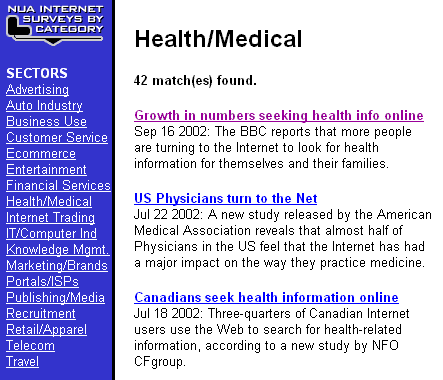 NUA INTERNET
SURVEYS BY
CATEGORY
SECTORS
Advertising
Auto Industry
Business Use
Customer Service
Ecommerce
Entertainment
Financial Services
Health/Medical
Internet Trading
IT/Computer Ind
Knowledge Mgmt.
Marketing/Brands
Portals/ISPs
Publishing/Media
Recruitment
Retail/Apparel
Telecom
Travel
Health/Medical
42 match(es) found.
Growth in numbers seeking health info online
Sep 16 2002: The BBC reports that more people
are turning to the Internet to look for health
information for themselves and their families.
US Physicians turn to the Net
Jul 22 2002: A new study released by the American
Medical Association reveals that almost half of
Physicians in the US feel that the Internet has had
a major impact on the way they practice medicine.
Canadians seek health information online
Jul 18 2002: Three-quarters of Canadian Internet
users use the Web to search for health-related
information, according to a new study by NFO
CFgroup.